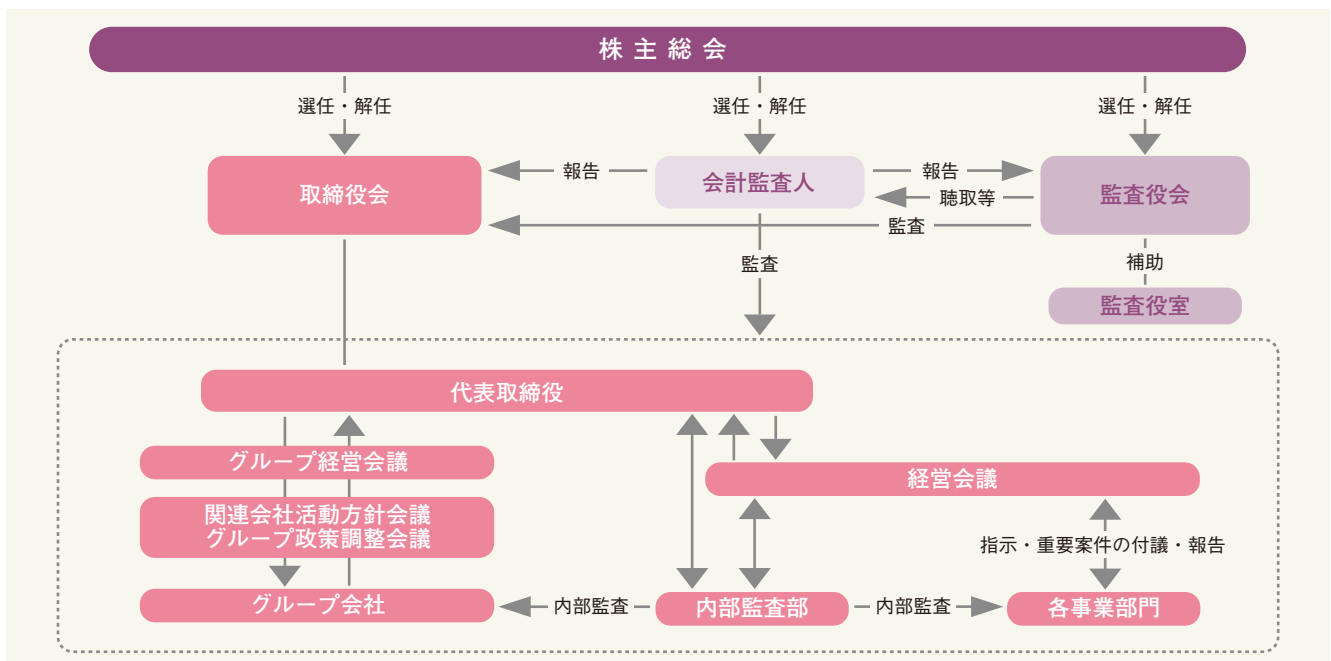 株主総会
選任・解任
選任・解任
選任・解任
取締役会
報告
会計監査人
報告
聴取等
監査役会
監査
監査
補助
監査役室
代表取締役
グループ経営会議
経営会議
関連会社活動方針会議
グループ政策調整会議
指示・重要案件の付議・報告
グループ会社
内部監査
内部監査部
内部監査
各事業部門